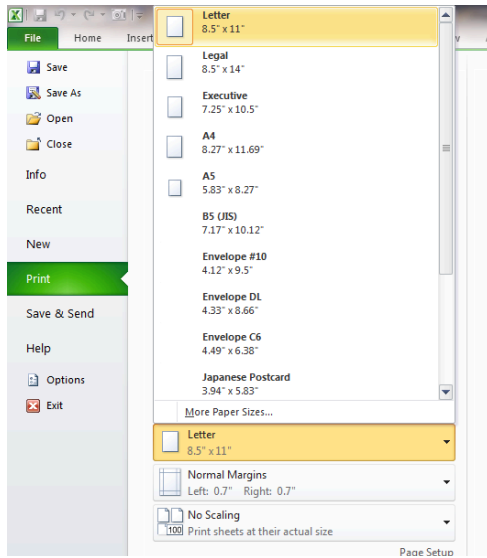 File
Home
Insert
Save
Save As
Open
Close
Info
Recent
New
Print
Save & Send
Help
Options
Exit
Letter
8.5" x 11"
Legal
8.5" x 14"
Executive
7.25" x 10.5"
A4
8.27" x 11.69"
A5
5.83" x 8.27"
B5 (JIS)
7.17" x 10.12"
Envelope #10
4.12" x 9.5"
Envelope DL
4.33" x 8.66"
Envelope C6
4.49" x 6.38"
Japanese Postcard
3.94" x 5.83"
More Paper Sizes...
Letter
8.5" x 11"
Normal Margins
Left: 0.7" Right: 0.7"
No Scaling
100 Print sheets at their actual size
Page Setup